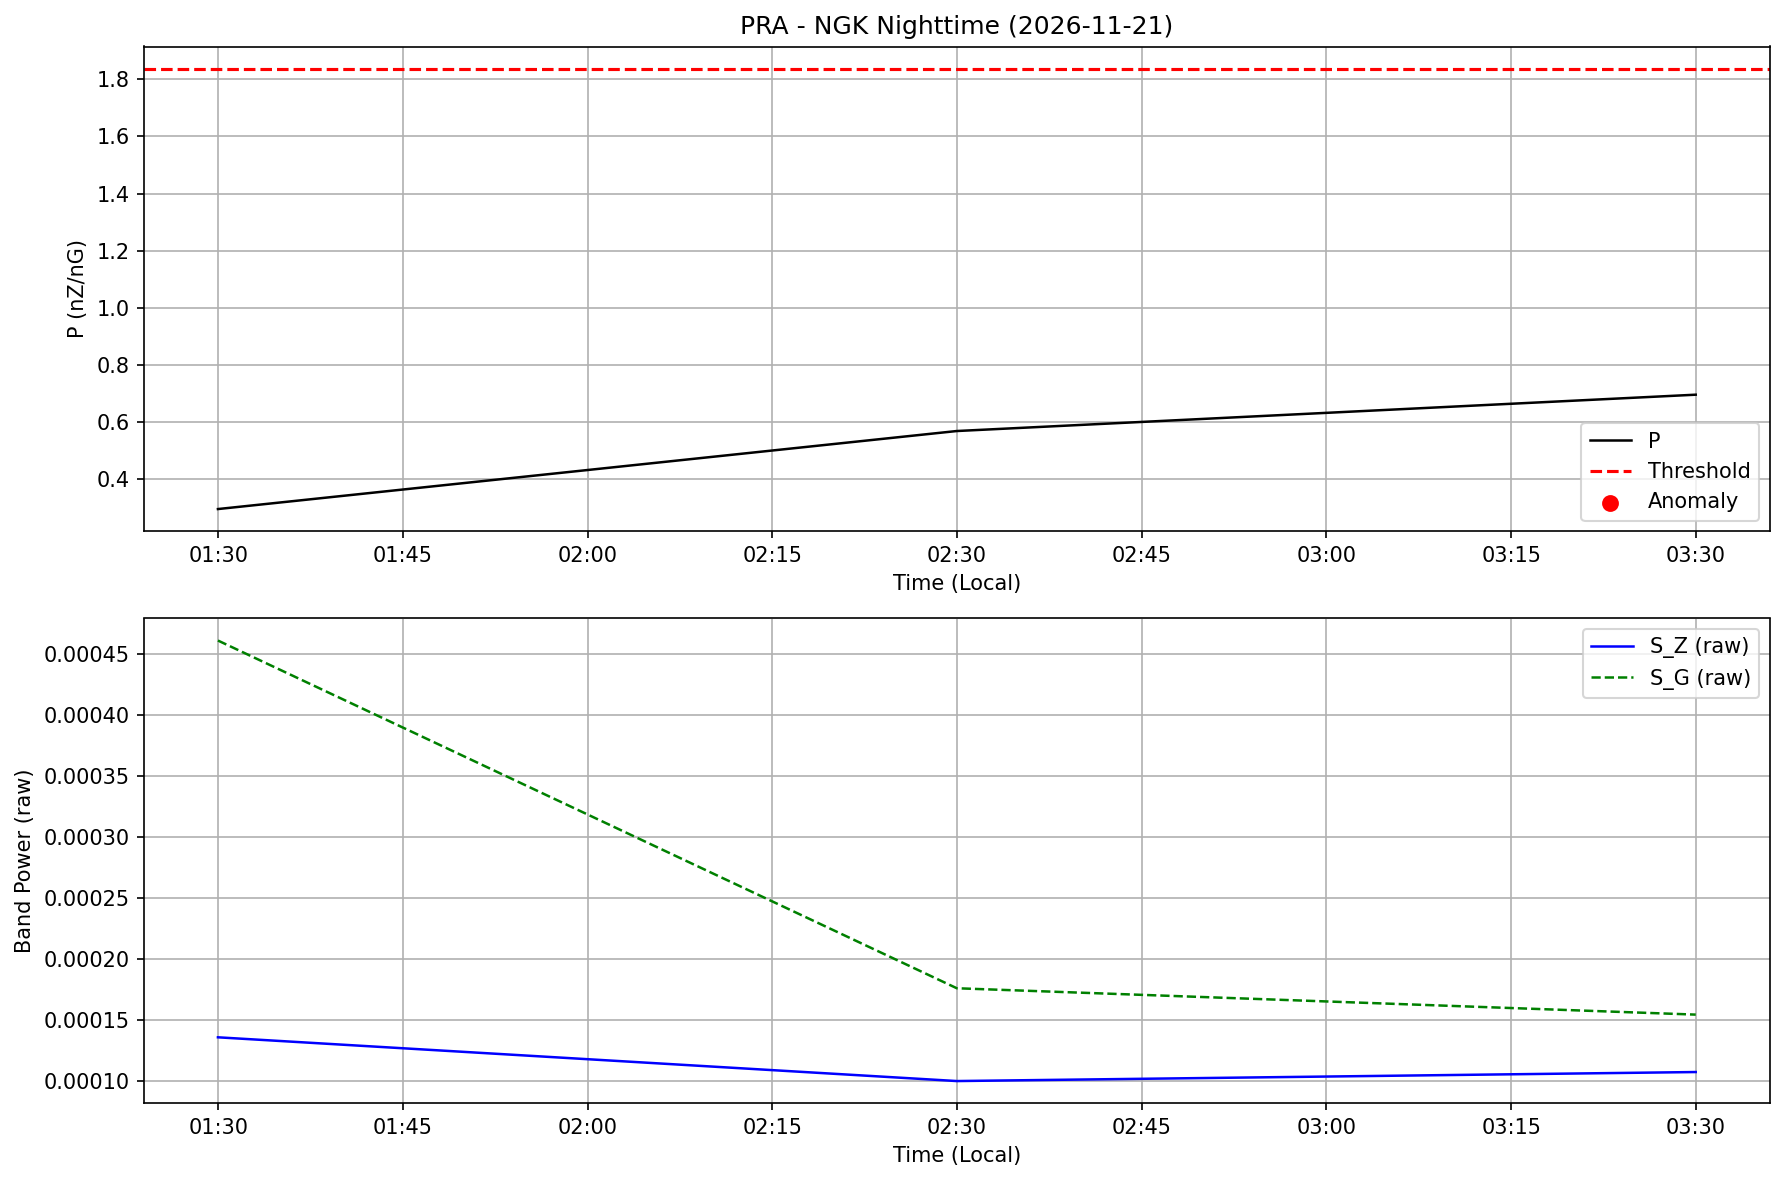 PRA - NGK Nighttime (2026-11-21)
P (nZ/nG)
1.8
1.6
1.4
1.2
1.0
0.8
0.6
0.4
P
Threshold
Anomaly
01:30 01:45 02:00 02:15 02:30 02:45 03:00 03:15 03:30
Time (Local)
Band Power (raw)
0.00045
0.00040
0.00035
0.00030
0.00025
0.00020
0.00015
0.00010
S_Z (raw)
S_G (raw)
01:30 01:45 02:00 02:15 02:30 02:45 03:00 03:15 03:30
Time (Local)